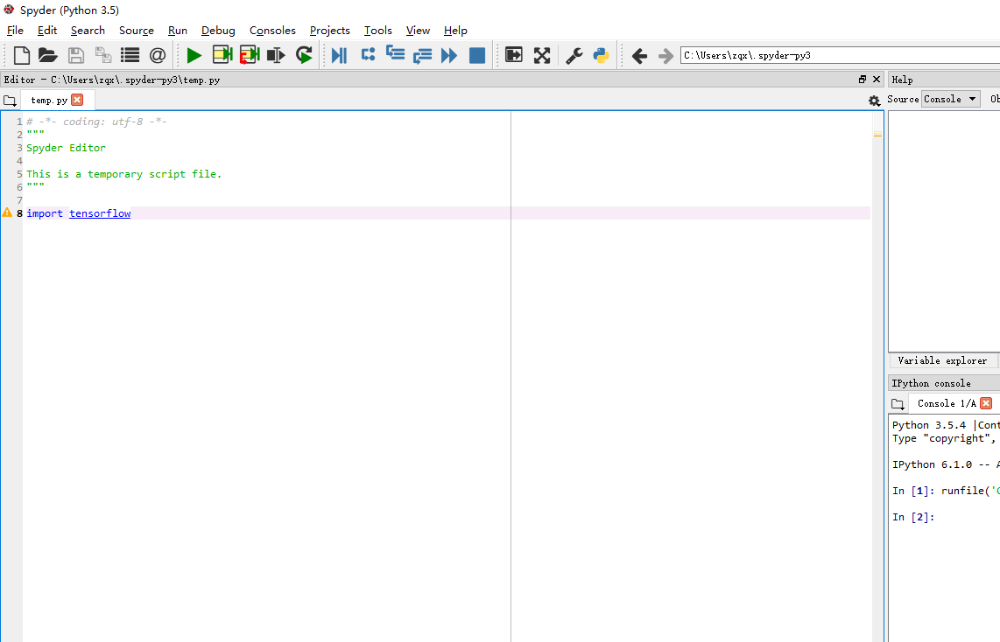 Spyder (Python 3.5)
File Edit Search Source Run Debug Consoles Projects Tools View Help
C:\Users\zqx\.spyder-py3
Editor - C:\Users\zqx\.spyder-py3\temp.py
Help
temp.py
Source Console Ob
1 # -*- coding: utf-8 -*-
2 """
3 Spyder Editor
4
5 This is a temporary script file.
6 """
7
8 import tensorflow
Variable explorer
IPython console
Console 1/A
Python 3.5.4 |Cont
Type "copyright",
IPython 6.1.0 -- A
In [1]: runfile('C
In [2]: